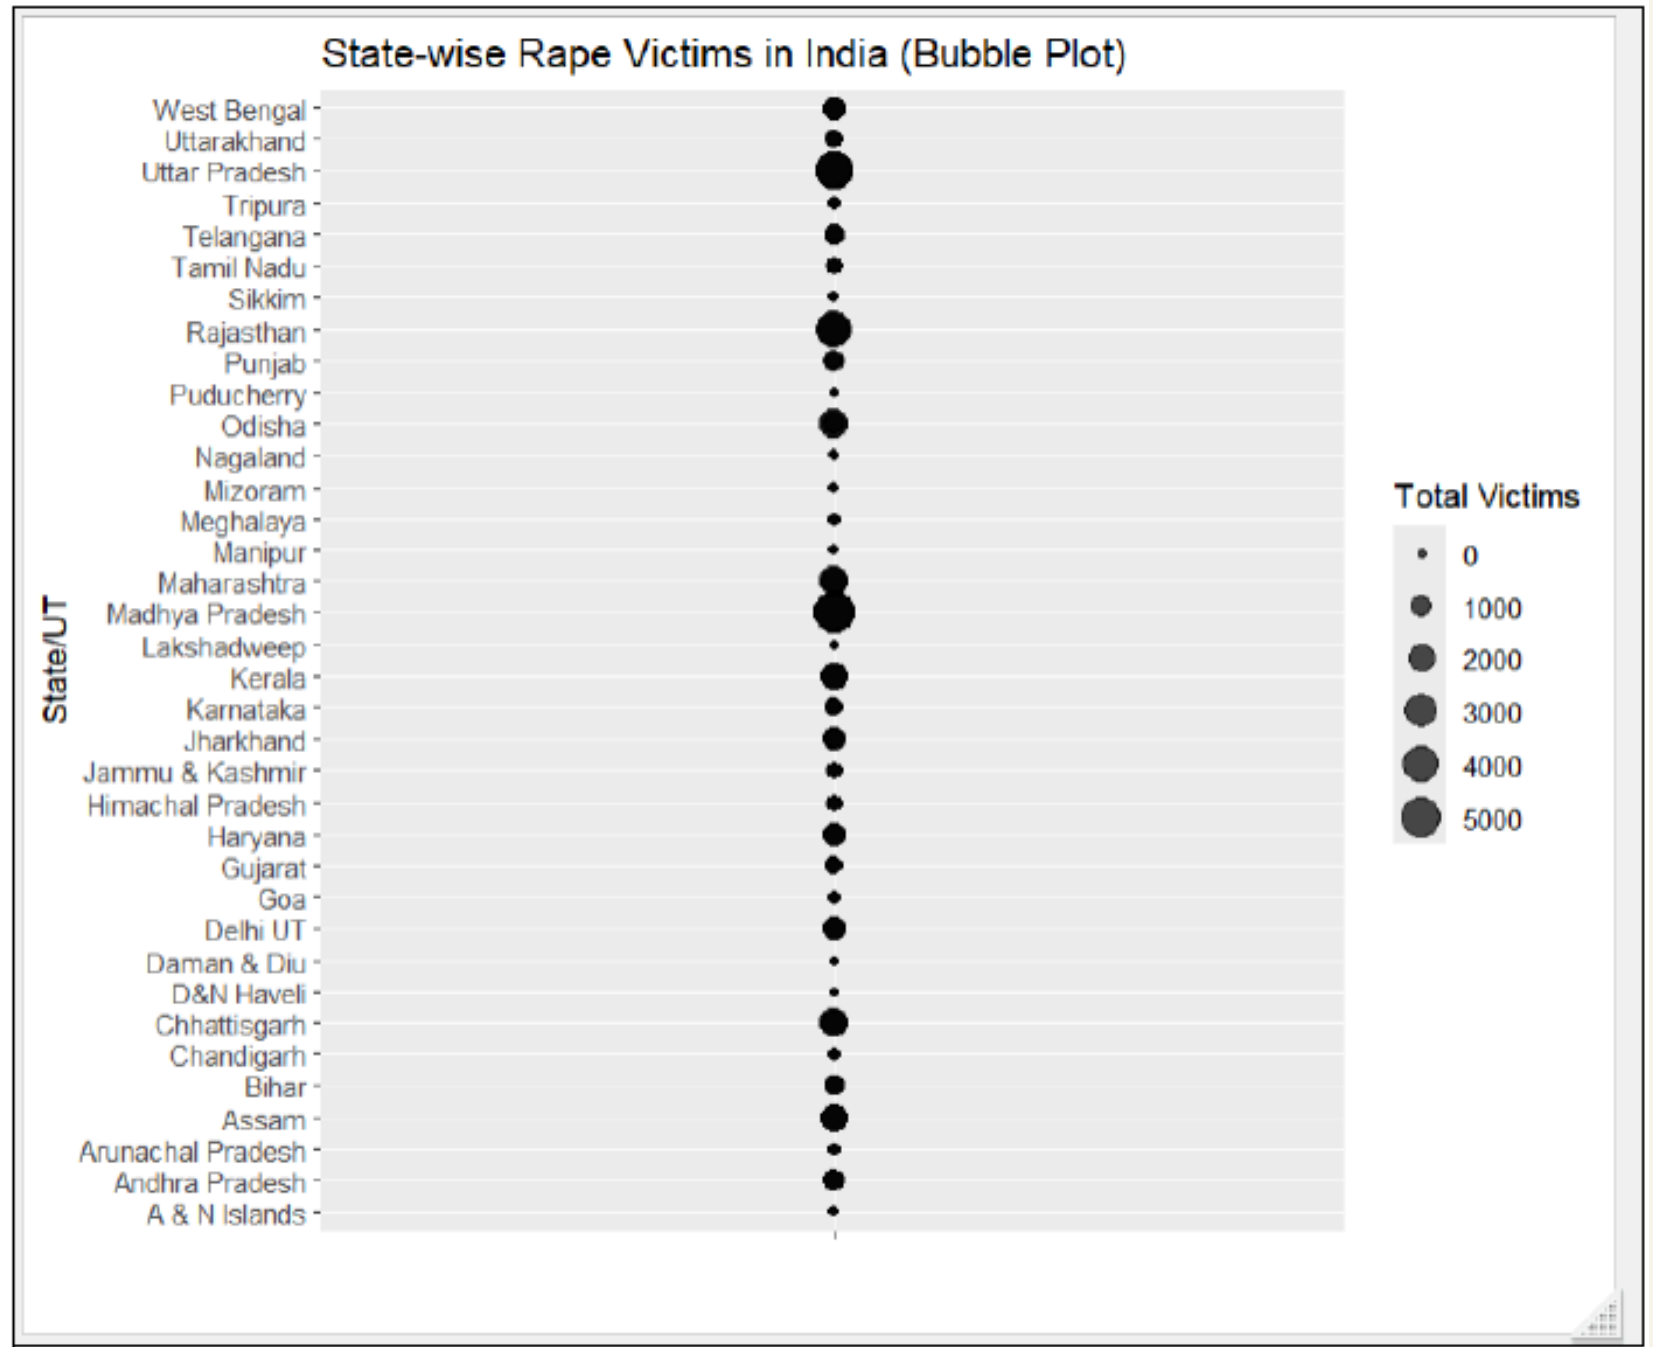 State-wise Rape Victims in India (Bubble Plot)
West Bengal
Uttarakhand
Uttar Pradesh
Tripura
Telangana
Tamil Nadu
Sikkim
Rajasthan
Punjab
Puducherry
Odisha
Nagaland
Mizoram
Meghalaya
Manipur
Maharashtra
Madhya Pradesh
Lakshadweep
Kerala
Karnataka
Jharkhand
Jammu & Kashmir
Himachal Pradesh
Haryana
Gujarat
Goa
Delhi UT
Daman & Diu
D&N Haveli
Chhattisgarh
Chandigarh
Bihar
Assam
Arunachal Pradesh
Andhra Pradesh
A & N Islands
State/UT
Total Victims
0
1000
2000
3000
4000
5000